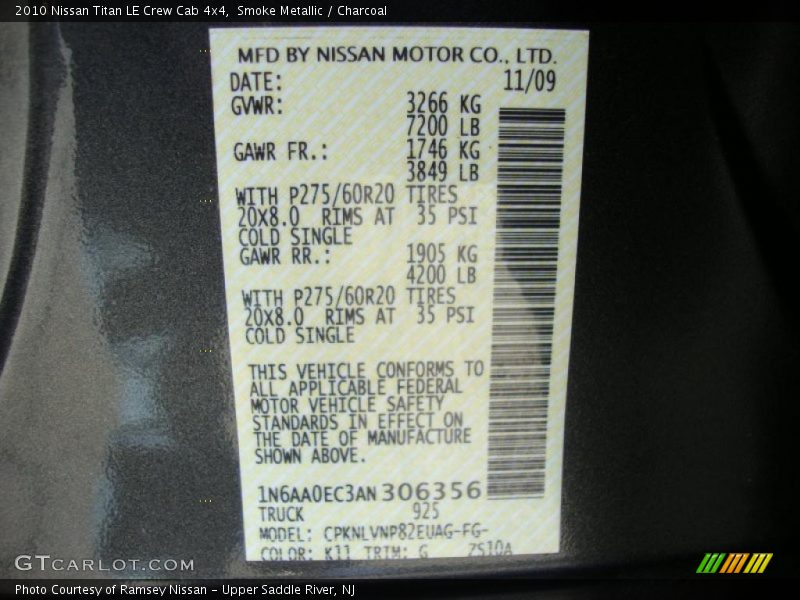 2010 Nissan Titan LE Crew Cab 4x4, Smoke Metallic / Charcoal
MFD BY NISSAN MOTOR CO., LTD.
DATE: 11/09
GVWR: 3266 KG
7200 LB
GAWR FR.: 1746 KG
3849 LB
WITH P275/60R20 TIRES
20X8.0 RIMS AT 35 PSI
COLD SINGLE
GAWR RR.: 1905 KG
4200 LB
WITH P275/60R20 TIRES
20X8.0 RIMS AT 35 PSI
COLD SINGLE
THIS VEHICLE CONFORMS TO
ALL APPLICABLE FEDERAL
MOTOR VEHICLE SAFETY
STANDARDS IN EFFECT ON
THE DATE OF MANUFACTURE
SHOWN ABOVE.
1N6AA0EC3AN306356
TRUCK 925
MODEL: CPKNLVNP82EUAG-FG-
COLOR: K11 TRIM: G 7S10A
GTCARLOT.COM
Photo Courtesy of Ramsey Nissan - Upper Saddle River, NJ